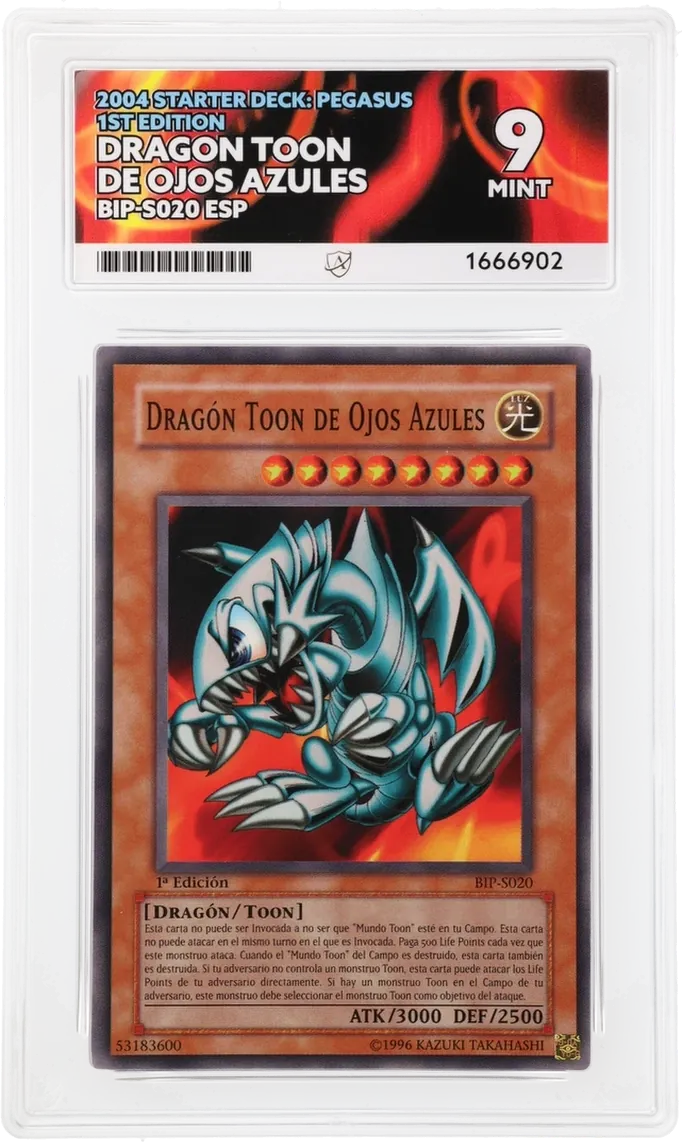 2004 STARTER DECK: PEGASUS
1ST EDITION
DRAGON TOON
DE OJOS AZULES
BIP-S020 ESP
9
MINT
A
1666902
DRAGÓN TOON DE OJOS AZULES
LUZ
光
1ª Edición
BIP-S020
[DRAGÓN/TOON]
Esta carta no puede ser Invocada a no ser que "Mundo Toon" esté en tu Campo. Esta carta
no puede atacar en el mismo turno en el que es Invocada. Paga 500 Life Points cada vez que
este monstruo ataca. Cuando el "Mundo Toon" del Campo es destruido, esta carta también
es destruida. Si tu adversario no controla un monstruo Toon, esta carta puede atacar los Life
Points de tu adversario directamente. Si hay un monstruo Toon en el Campo de tu
adversario, este monstruo debe seleccionar el monstruo Toon como objetivo del ataque.
ATK/3000 DEF/2500
53183600
©1996 KAZUKI TAKAHASHI